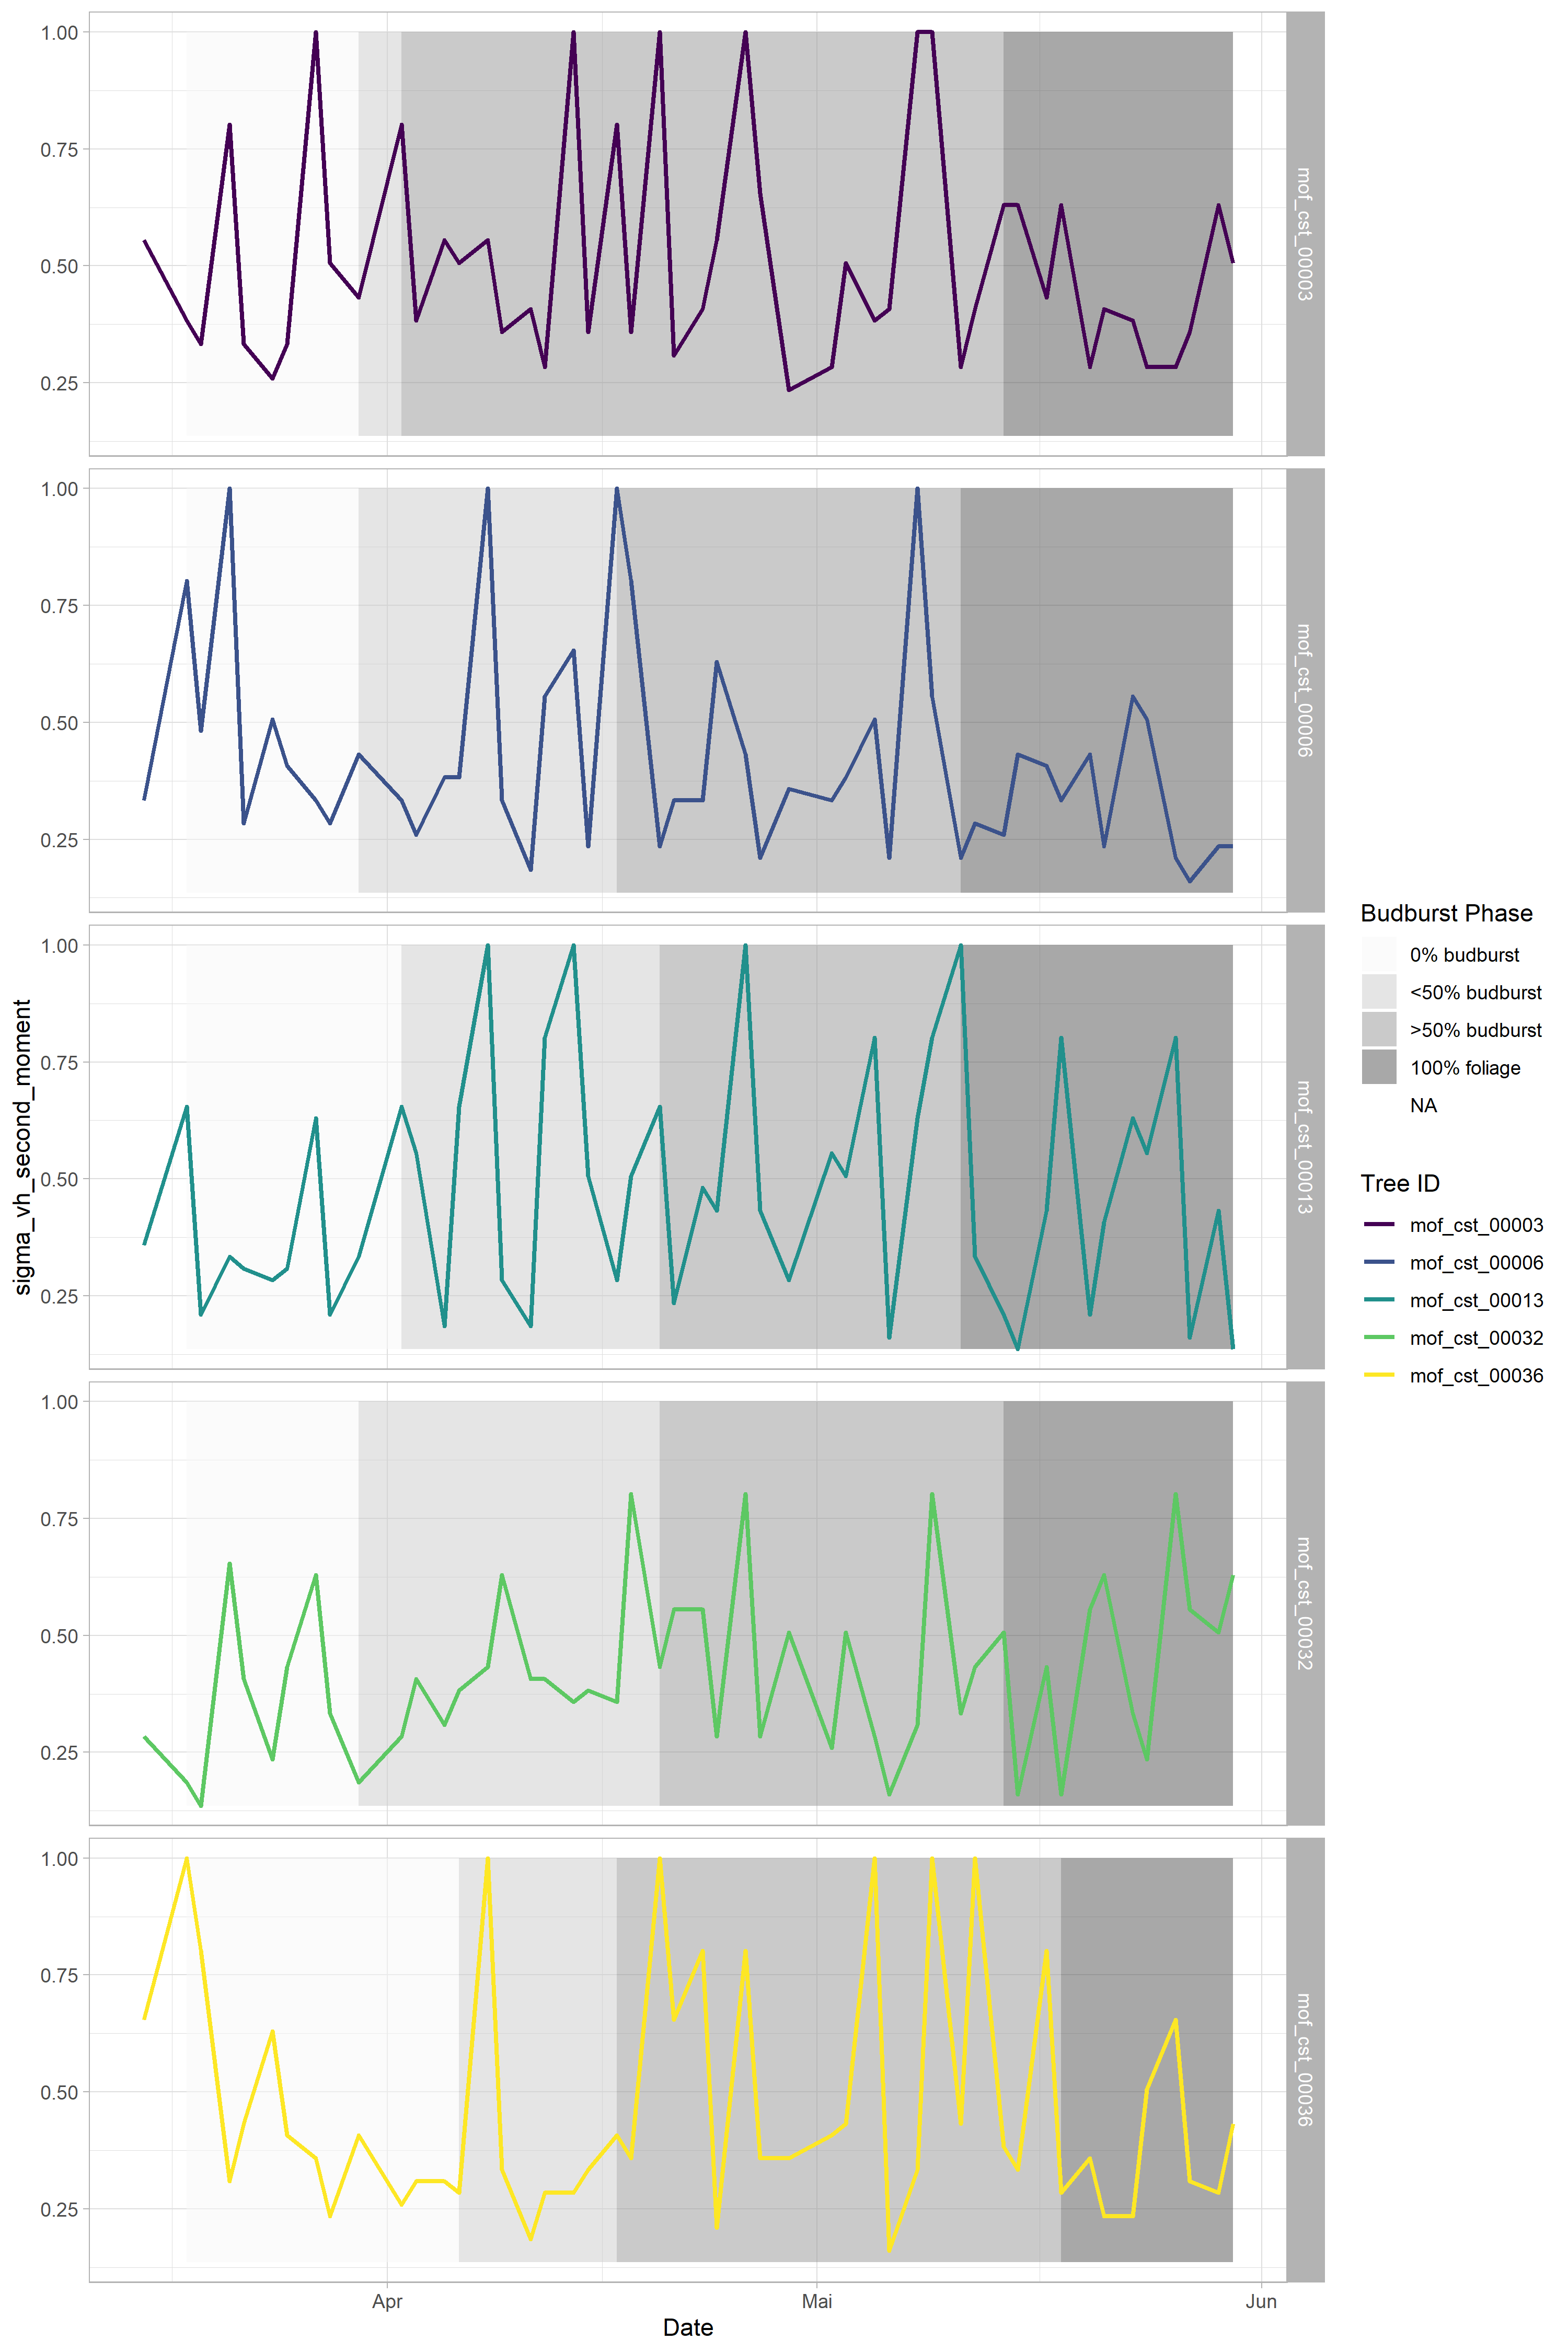 sigma_vh_second_moment
1.00
0.75
0.50
0.25
mof_cst_00003
1.00
0.75
0.50
0.25
mof_cst_00006
1.00
0.75
0.50
0.25
mof_cst_00013
1.00
0.75
0.50
0.25
mof_cst_00032
1.00
0.75
0.50
0.25
mof_cst_00036
Apr
Mai
Jun
Date
Budburst Phase
0% budburst
<50% budburst
>50% budburst
100% foliage
NA
Tree ID
mof_cst_00003
mof_cst_00006
mof_cst_00013
mof_cst_00032
mof_cst_00036